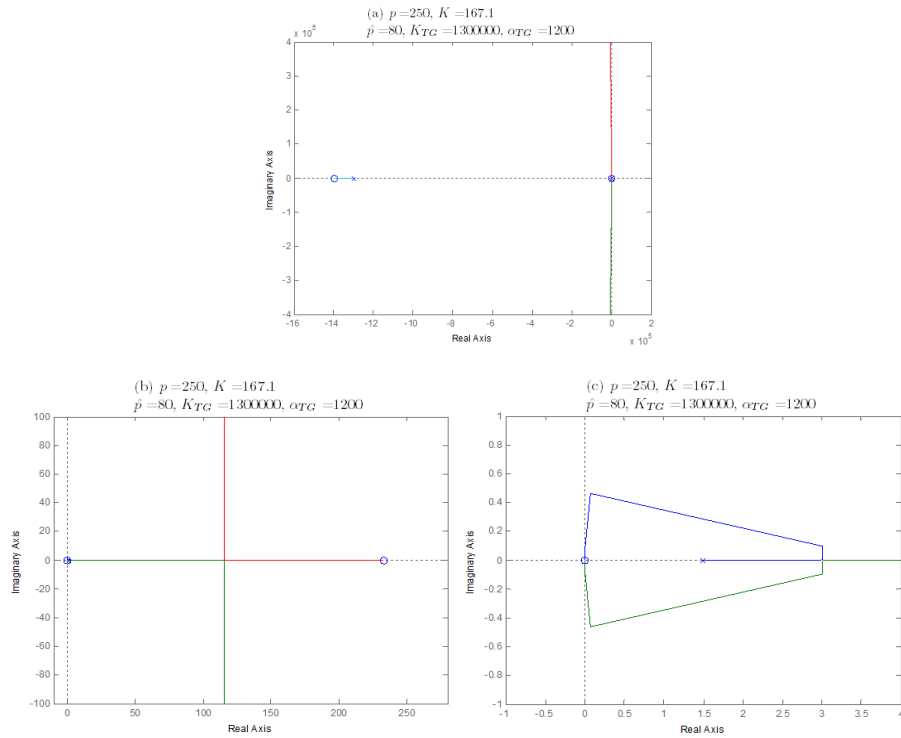 (a) p =250, K =167.1
p̂ =80, K_TG =1300000, α_TG =1200
x 10^5
4
3
2
1
0
-1
-2
-3
-4
Imaginary Axis
-16 -14 -12 -10 -8 -6 -4 -2 0 2
Real Axis
x 10^5
(b) p =250, K =167.1
p̂ =80, K_TG =1300000, α_TG =1200
100
80
60
40
20
0
-20
-40
-60
-80
-100
Imaginary Axis
0 50 100 150 200 250
Real Axis
(c) p =250, K =167.1
p̂ =80, K_TG =1300000, α_TG =1200
1
0.8
0.6
0.4
0.2
0
-0.2
-0.4
-0.6
-0.8
-1
Imaginary Axis
-1 -0.5 0 0.5 1 1.5 2 2.5 3 3.5 4
Real Axis